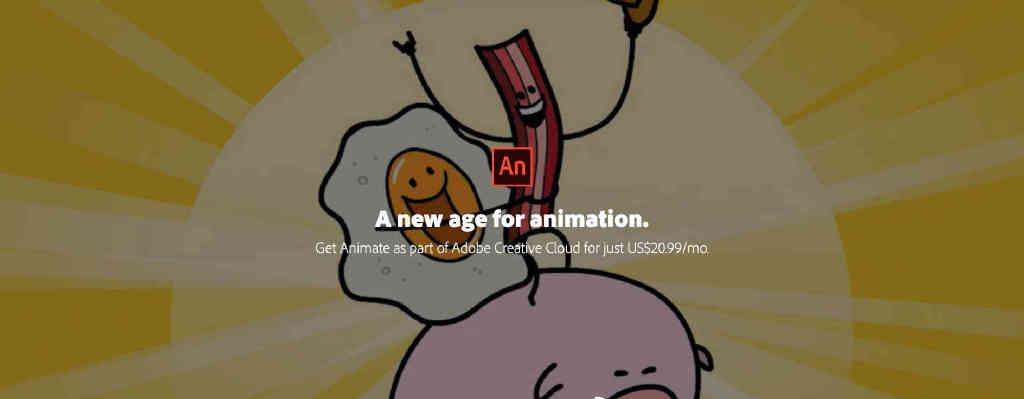 An
A new age for animation.
Get Animate as part of Adobe Creative Cloud for just US$20.99/mo.